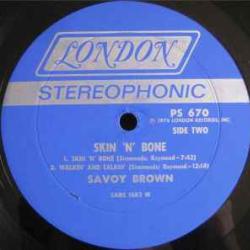 LONDON
STEREOPHONIC
PS 670
℗ 1976 LONDON RECORDS, INC.
SIDE TWO
SKIN 'N' BONE
1. SKIN 'N' BONE (Simmonds; Raymond—7:42)
2. WALKIN' AND TALKIN' (Simmonds; Raymond—12:18)
SAVOY BROWN